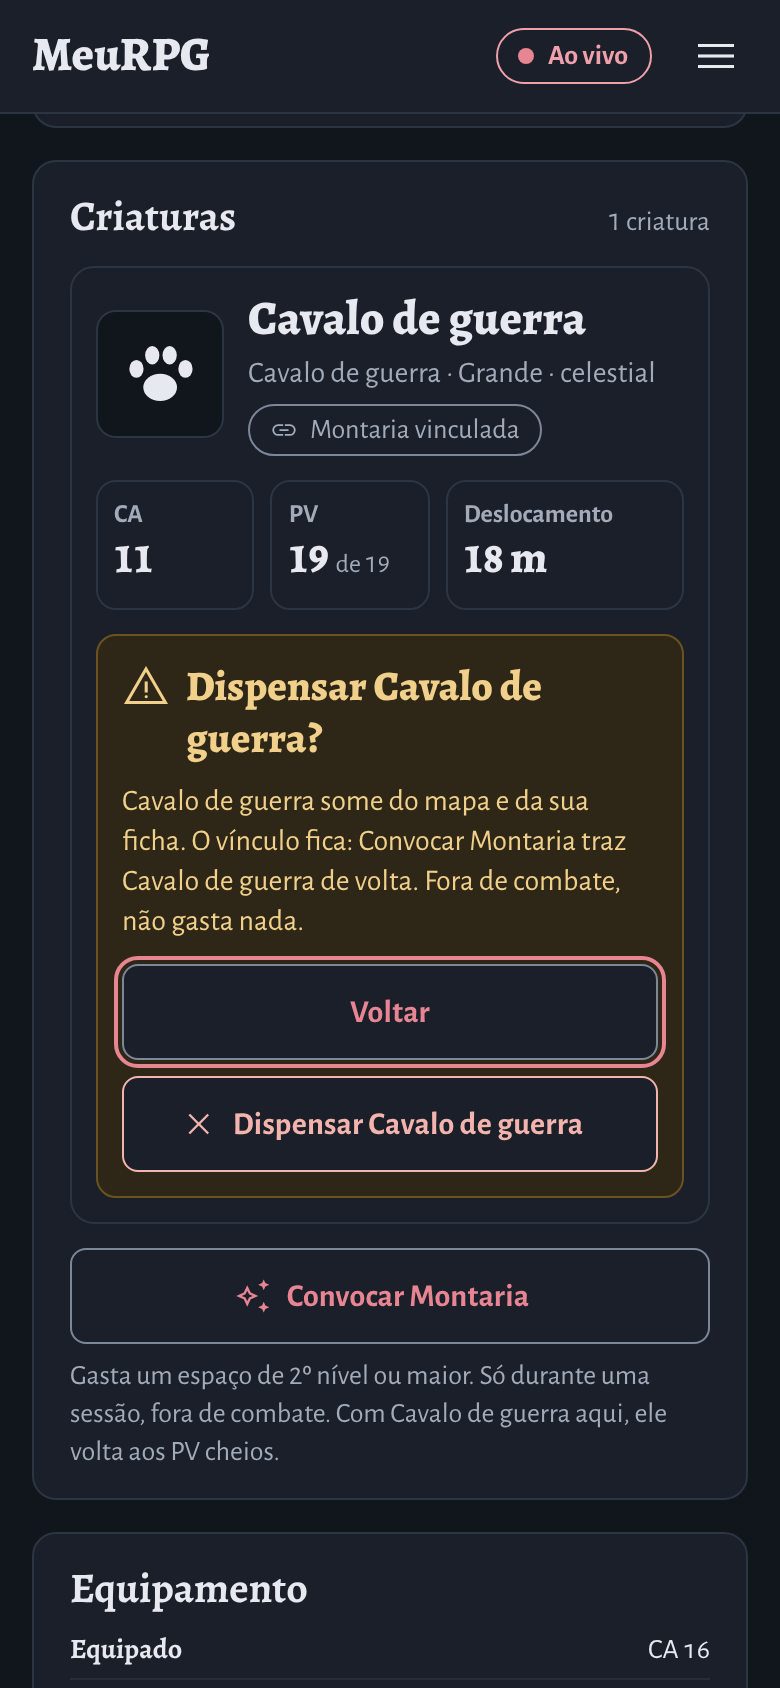 MeuRPG
Ao vivo
Criaturas
1 criatura
Cavalo de guerra
Cavalo de guerra · Grande · celestial
Montaria vinculada
CA
11
PV
19 de 19
Deslocamento
18 m
Dispensar Cavalo de
guerra?
Cavalo de guerra some do mapa e da sua
ficha. O vínculo fica: Convocar Montaria traz
Cavalo de guerra de volta. Fora de combate,
não gasta nada.
Voltar
Dispensar Cavalo de guerra
Convocar Montaria
Gasta um espaço de 2º nível ou maior. Só durante uma
sessão, fora de combate. Com Cavalo de guerra aqui, ele
volta aos PV cheios.
Equipamento
Equipado
CA 16